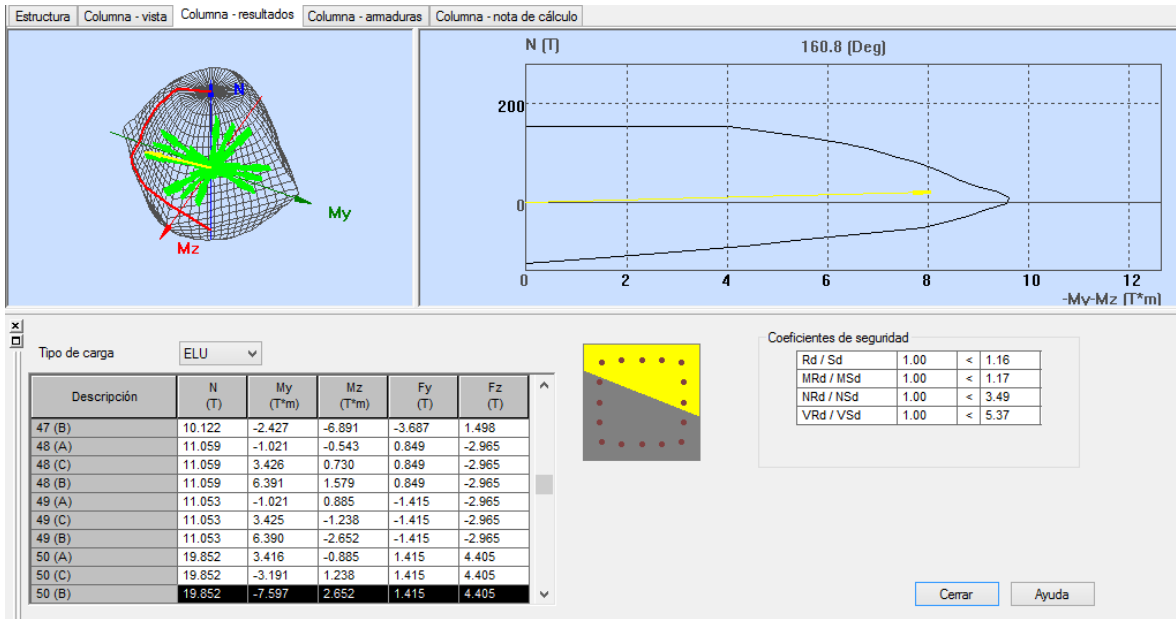 Estructura Columna - vista Columna - resultados Columna - armaduras Columna - nota de cálculo
N
My
Mz
N (T) 160.8 (Deg)
200
0
0 2 4 6 8 10 12
-My-Mz (T*m)
Tipo de carga ELU
Descripción N (T) My (T*m) Mz (T*m) Fy (T) Fz (T)
47 (B) 10.122 -2.427 -6.891 -3.687 1.498
48 (A) 11.059 -1.021 -0.543 0.849 -2.965
48 (C) 11.059 3.426 0.730 0.849 -2.965
48 (B) 11.059 6.391 1.579 0.849 -2.965
49 (A) 11.053 -1.021 0.885 -1.415 -2.965
49 (C) 11.053 3.425 -1.238 -1.415 -2.965
49 (B) 11.053 6.390 -2.652 -1.415 -2.965
50 (A) 19.852 3.416 -0.885 1.415 4.405
50 (C) 19.852 -3.191 1.238 1.415 4.405
50 (B) 19.852 -7.597 2.652 1.415 4.405
Coeficientes de seguridad
Rd / Sd 1.00 < 1.16
MRd / MSd 1.00 < 1.17
NRd / NSd 1.00 < 3.49
VRd / VSd 1.00 < 5.37
Cerrar Ayuda